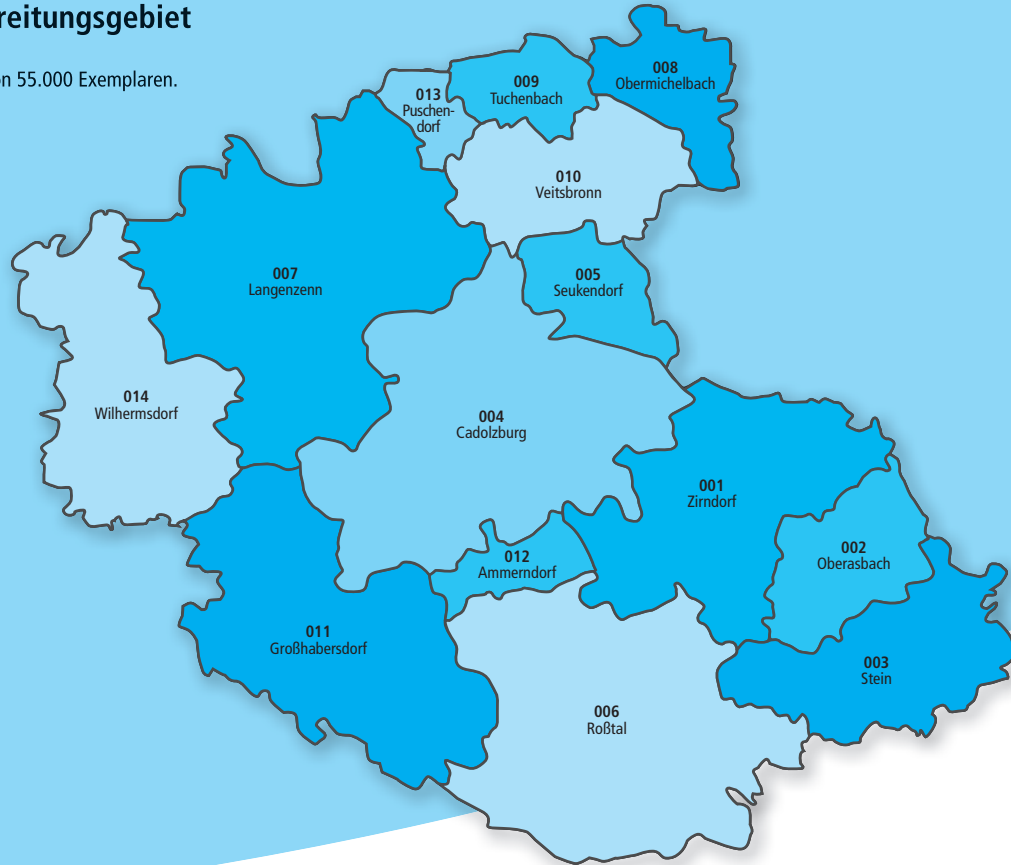 reitungsgebiet
n 55.000 Exemplaren.
008
Obermichelbach
009
Tuchenbach
013
Puschen-
dorf
010
Veitsbronn
007
Langenzenn
005
Seukendorf
014
Wilhermsdorf
004
Cadolzburg
001
Zirndorf
002
Oberasbach
012
Ammerndorf
011
Großhabersdorf
003
Stein
006
Roßtal